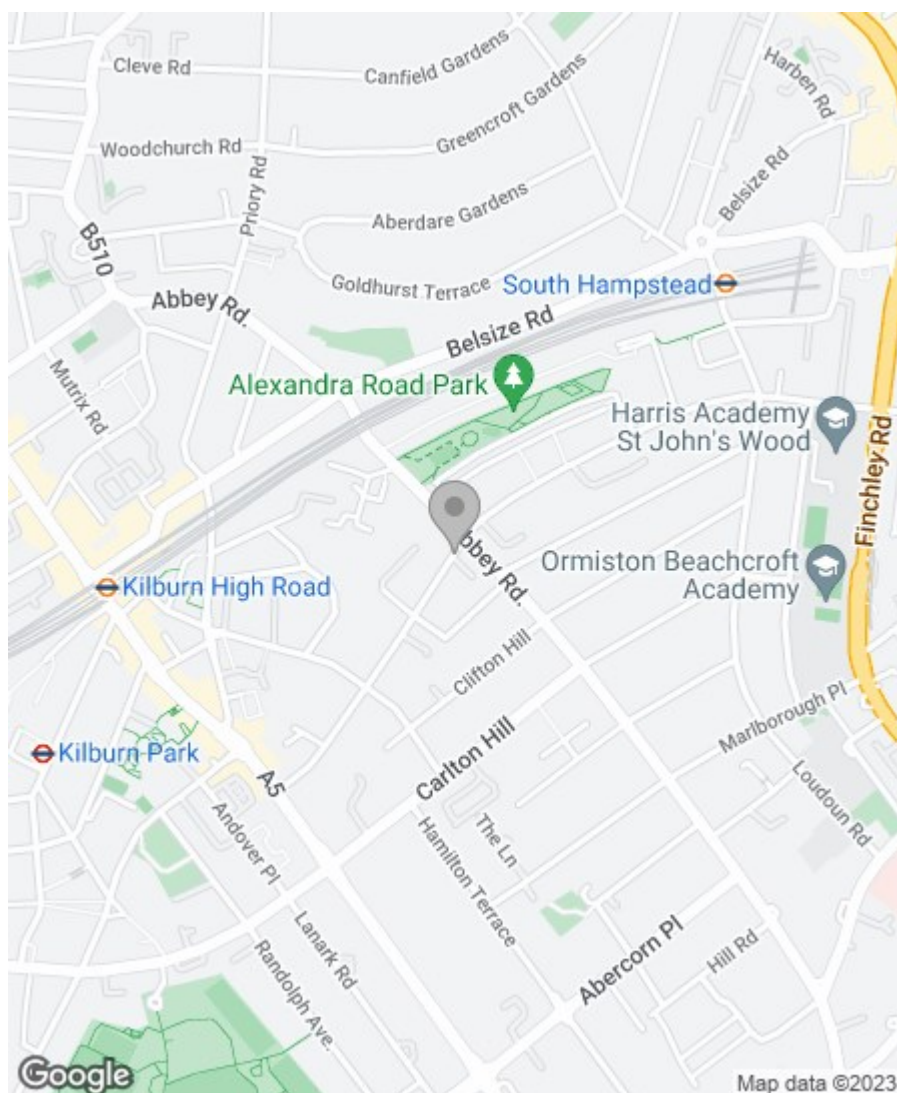 Cleve Rd
Canfield Gardens
Harben Rd
Greencroft Gardens
Woodchurch Rd
Priory Rd
Belsize Rd
Aberdare Gardens
B510
Goldhurst Terrace
South Hampstead
Abbey Rd.
Belsize Rd
Mutrix Rd
Alexandra Road Park
Harris Academy
St John's Wood
Finchley Rd
Abbey Rd.
Ormiston Beachcroft
Academy
Kilburn High Road
Clifton Hill
Marlborough Pl
Kilburn Park
A5
Carlton Hill
Loudoun Rd
Andover Pl
Hamilton Terrace
The Ln
Lanark Rd
Randolph Ave.
Abercorn Pl
Hill Rd
Google
Map data ©2023